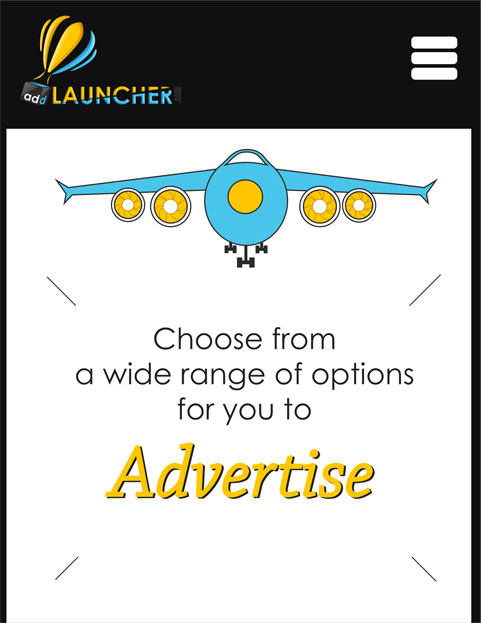 add LAUNCHER
Choose from
a wide range of options
for you to
Advertise